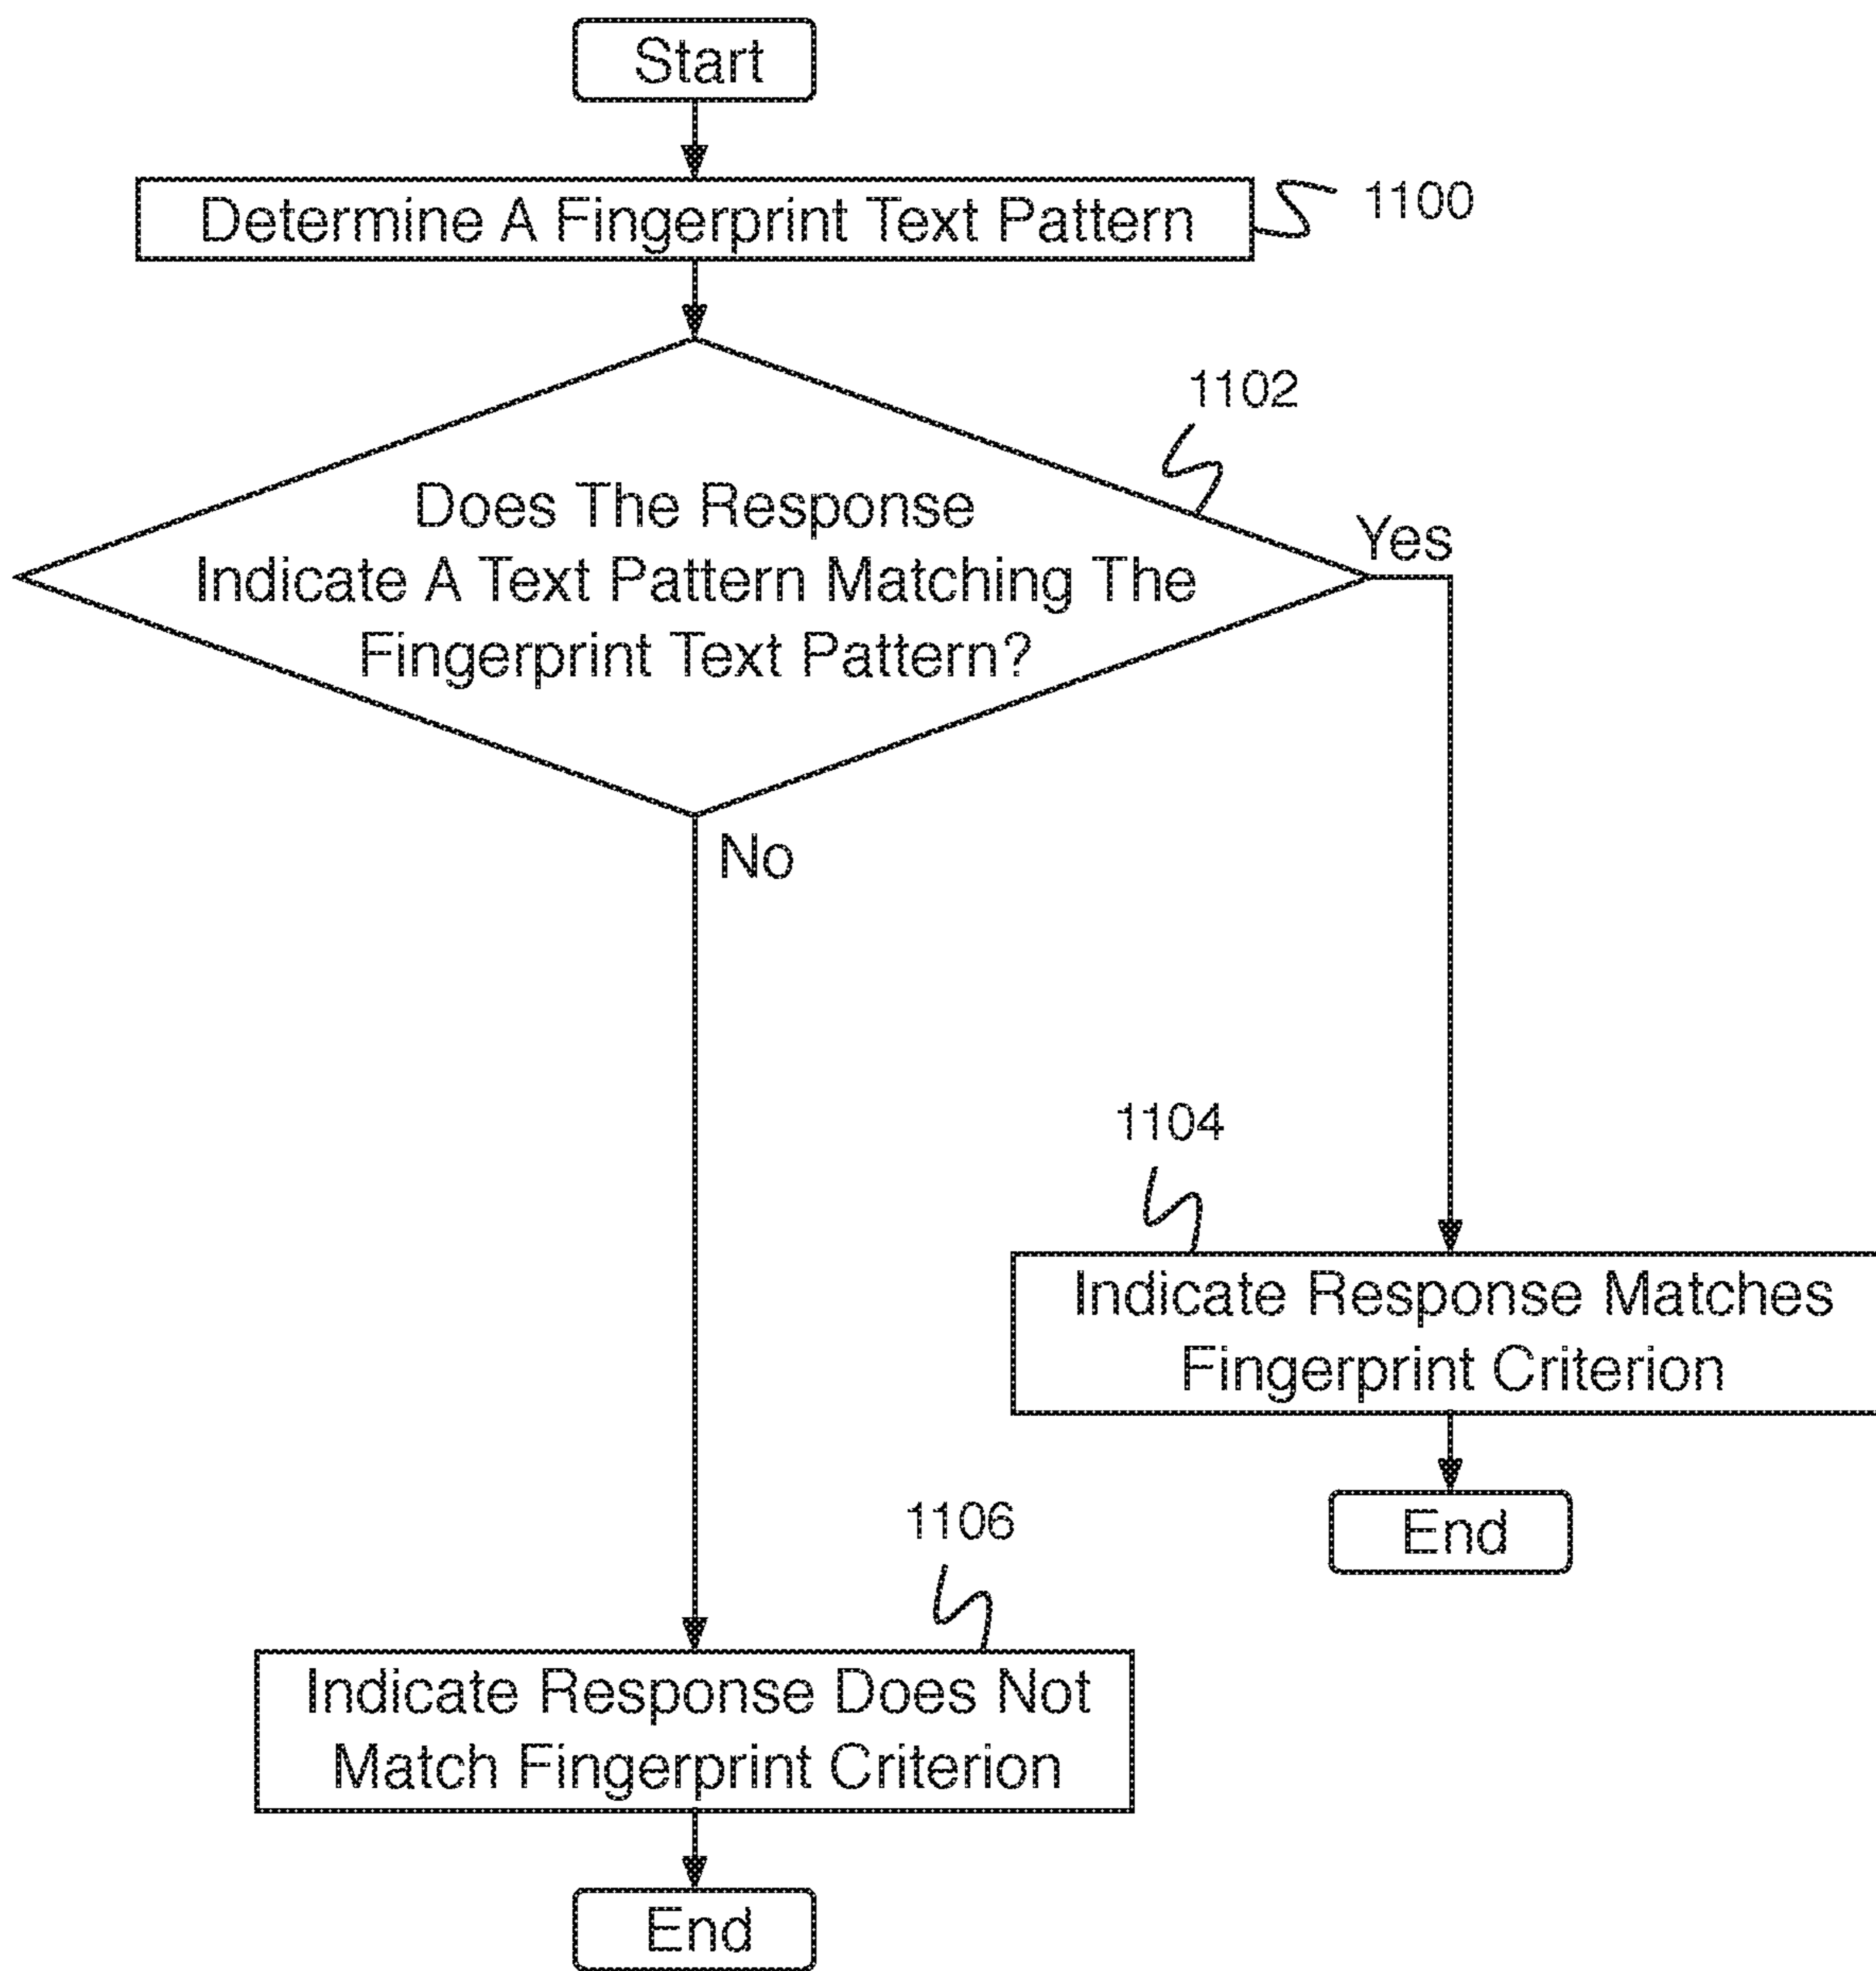 Start
Determine A Fingerprint Text Pattern
1100
1102
Does The Response
Indicate A Text Pattern Matching The
Fingerprint Text Pattern?
Yes
No
1104
Indicate Response Matches
Fingerprint Criterion
End
1106
Indicate Response Does Not
Match Fingerprint Criterion
End